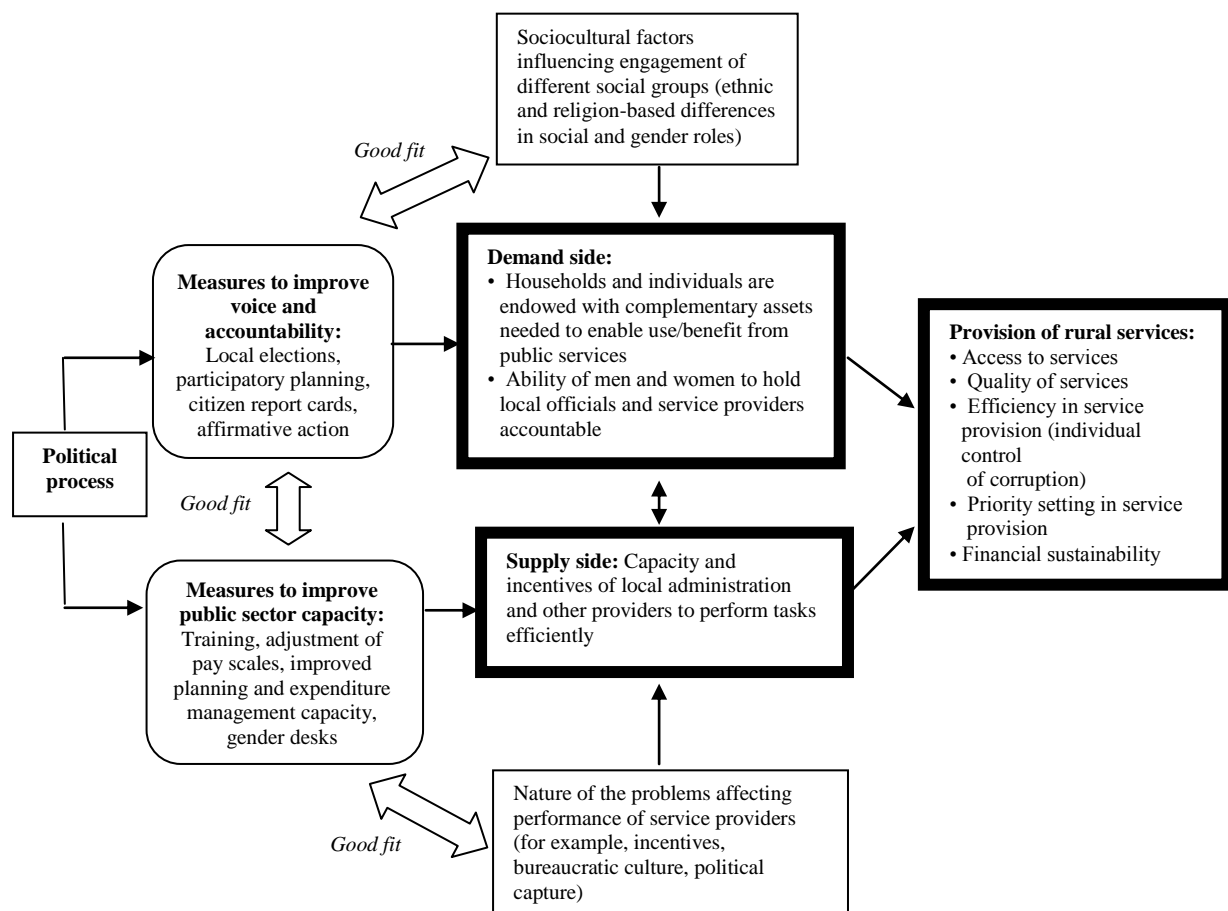 Sociocultural factors
influencing engagement of
different social groups (ethnic
and religion-based differences
in social and gender roles)
Good fit
Measures to improve
voice and
accountability:
Local elections,
participatory planning,
citizen report cards,
affirmative action
Demand side:
• Households and individuals are
endowed with complementary assets
needed to enable use/benefit from
public services
• Ability of men and women to hold
local officials and service providers
accountable
Provision of rural services:
• Access to services
• Quality of services
• Efficiency in service
provision (individual
control
of corruption)
• Priority setting in service
provision
• Financial sustainability
Political
process
Good fit
Measures to improve
public sector capacity:
Training, adjustment of
pay scales, improved
planning and expenditure
management capacity,
gender desks
Supply side: Capacity and
incentives of local administration
and other providers to perform tasks
efficiently
Good fit
Nature of the problems affecting
performance of service providers
(for example, incentives,
bureaucratic culture, political
capture)